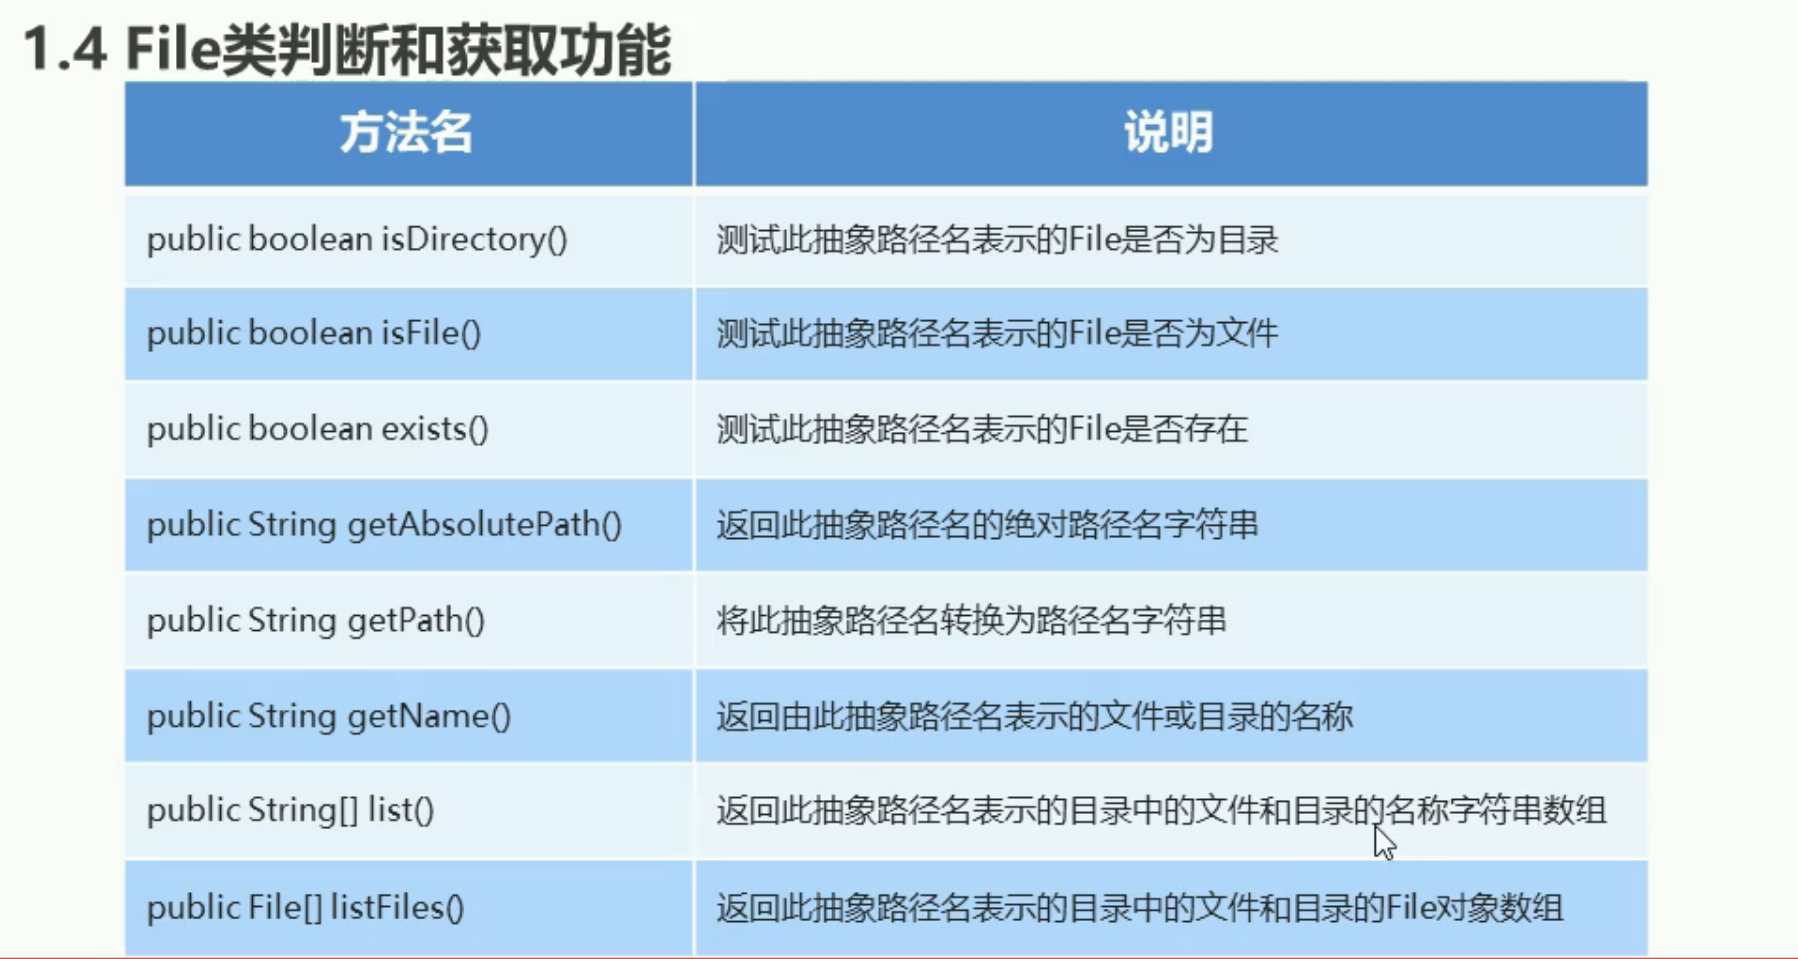 1.4 File类判断和获取功能
方法名 说明
public boolean isDirectory() 测试此抽象路径名表示的File是否为目录
public boolean isFile() 测试此抽象路径名表示的File是否为文件
public boolean exists() 测试此抽象路径名表示的File是否存在
public String getAbsolutePath() 返回此抽象路径名的绝对路径名字符串
public String getPath() 将此抽象路径名转换为路径名字符串
public String getName() 返回由此抽象路径名表示的文件或目录的名称
public String[] list() 返回此抽象路径名表示的目录中的文件和目录的名称字符串数组
public File[] listFiles() 返回此抽象路径名表示的目录中的文件和目录的File对象数组